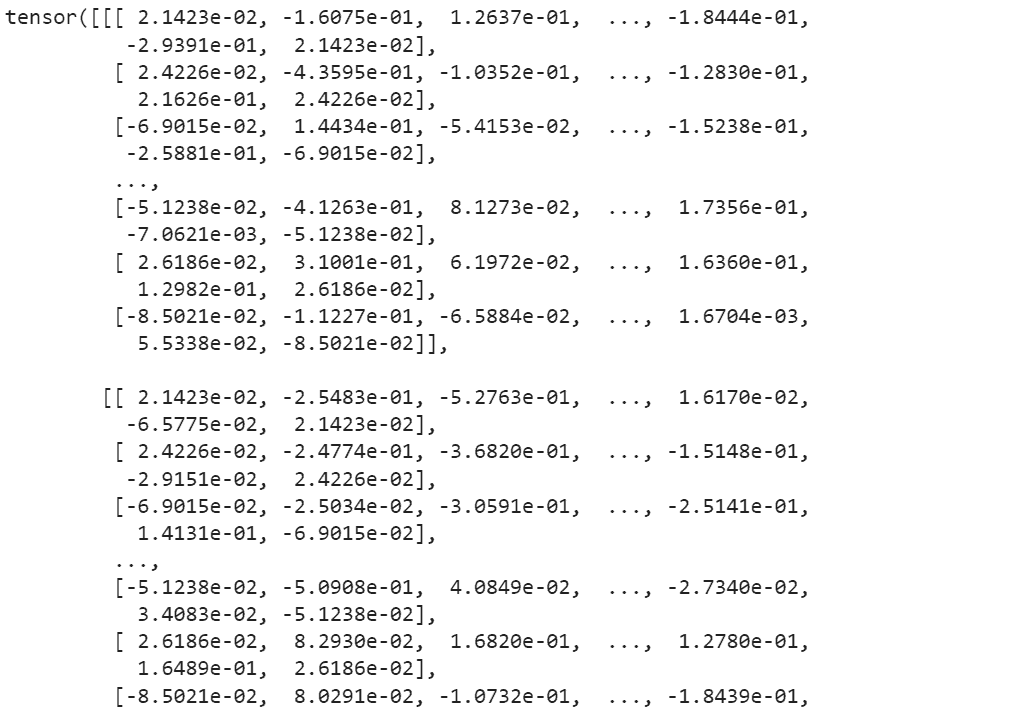 tensor([[[ 2.1423e-02, -1.6075e-01,  1.2637e-01,  ..., -1.8444e-01,
          -2.9391e-01,  2.1423e-02],
         [ 2.4226e-02, -4.3595e-01, -1.0352e-01,  ..., -1.2830e-01,
           2.1626e-01,  2.4226e-02],
         [-6.9015e-02,  1.4434e-01, -5.4153e-02,  ..., -1.5238e-01,
          -2.5881e-01, -6.9015e-02],
         ...,
         [-5.1238e-02, -4.1263e-01,  8.1273e-02,  ...,  1.7356e-01,
          -7.0621e-03, -5.1238e-02],
         [ 2.6186e-02,  3.1001e-01,  6.1972e-02,  ...,  1.6360e-01,
           1.2982e-01,  2.6186e-02],
         [-8.5021e-02, -1.1227e-01, -6.5884e-02,  ...,  1.6704e-03,
           5.5338e-02, -8.5021e-02]],

        [[ 2.1423e-02, -2.5483e-01, -5.2763e-01,  ...,  1.6170e-02,
          -6.5775e-02,  2.1423e-02],
         [ 2.4226e-02, -2.4774e-01, -3.6820e-01,  ..., -1.5148e-01,
          -2.9151e-02,  2.4226e-02],
         [-6.9015e-02, -2.5034e-02, -3.0591e-01,  ..., -2.5141e-01,
           1.4131e-01, -6.9015e-02],
         ...,
         [-5.1238e-02, -5.0908e-01,  4.0849e-02,  ..., -2.7340e-02,
           3.4083e-02, -5.1238e-02],
         [ 2.6186e-02,  8.2930e-02,  1.6820e-01,  ...,  1.2780e-01,
           1.6489e-01,  2.6186e-02],
         [-8.5021e-02,  8.0291e-02, -1.0732e-01,  ..., -1.8439e-01,